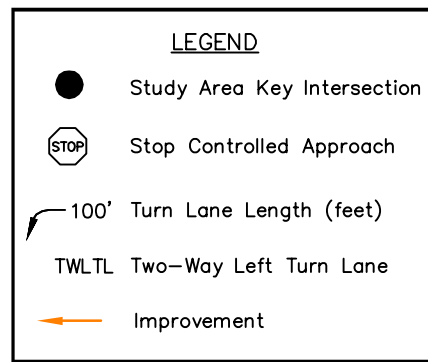 LEGEND
Study Area Key Intersection
STOP Stop Controlled Approach
100' Turn Lane Length (feet)
TWLTL Two-Way Left Turn Lane
Improvement